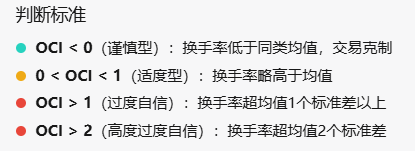 判断标准
OCI < 0（谨慎型）：换手率低于同类均值，交易克制
0 < OCI < 1（适度型）：换手率略高于均值
OCI > 1（过度自信）：换手率超均值1个标准差以上
OCI > 2（高度过度自信）：换手率超均值2个标准差